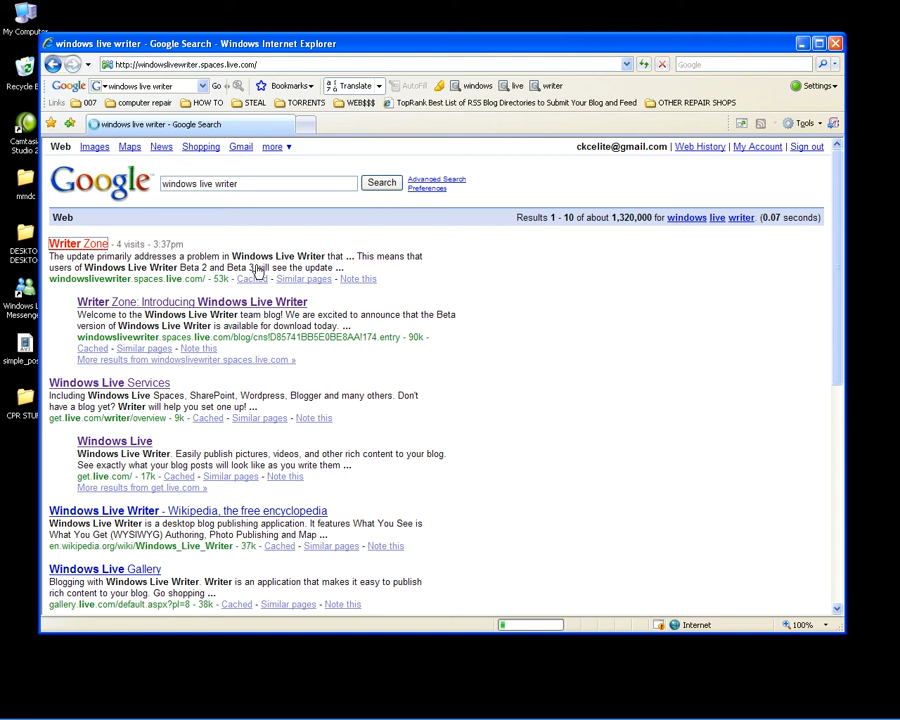 My Computer
windows live writer - Google Search - Windows Internet Explorer
http://windowslivewriter.spaces.live.com/
Google
Google
windows live writer
Go
Bookmarks
Translate
AutoFill
windows
live
writer
Settings
Links
007
computer repair
HOW TO
STEAL
TORRENTS
WEB$$$
TopRank Best List of RSS Blog Directories to Submit Your Blog and Feed
OTHER REPAIR SHOPS
windows live writer - Google Search
Tools
Web Images Maps News Shopping Gmail more ▼
ckcelite@gmail.com | Web History | My Account | Sign out
Google
windows live writer
Search
Advanced Search
Preferences
Web
Results 1 - 10 of about 1,320,000 for windows live writer. (0.07 seconds)
Writer Zone - 4 visits - 3:37pm
The update primarily addresses a problem in Windows Live Writer that ... This means that
users of Windows Live Writer Beta 2 and Beta 3 will see the update ...
windowslivewriter.spaces.live.com/ - 53k - Cached - Similar pages - Note this
Writer Zone: Introducing Windows Live Writer
Welcome to the Windows Live Writer team blog! We are excited to announce that the Beta
version of Windows Live Writer is available for download today. ...
windowslivewriter.spaces.live.com/blog/cns!D85741BB5E0BE8AA!174.entry - 90k -
Cached - Similar pages - Note this
More results from windowslivewriter.spaces.live.com »
Windows Live Services
Including Windows Live Spaces, SharePoint, Wordpress, Blogger and many others. Don't
have a blog yet? Writer will help you set one up! ...
get.live.com/writer/overview - 9k - Cached - Similar pages - Note this
Windows Live
Windows Live Writer. Easily publish pictures, videos, and other rich content to your blog.
See exactly what your blog posts will look like as you write them ...
get.live.com/ - 17k - Cached - Similar pages - Note this
More results from get.live.com »
Windows Live Writer - Wikipedia, the free encyclopedia
Windows Live Writer is a desktop blog publishing application. It features What You See is
What You Get (WYSIWYG) Authoring, Photo Publishing and Map ...
en.wikipedia.org/wiki/Windows_Live_Writer - 37k - Cached - Similar pages - Note this
Windows Live Gallery
Blogging with Windows Live Writer. Writer is an application that makes it easy to publish
rich content to your blog. Go shopping ...
gallery.live.com/default.aspx?pl=8 - 38k - Cached - Similar pages - Note this
Internet
100%
Studio 2
mmdc
Windows L
Messenger